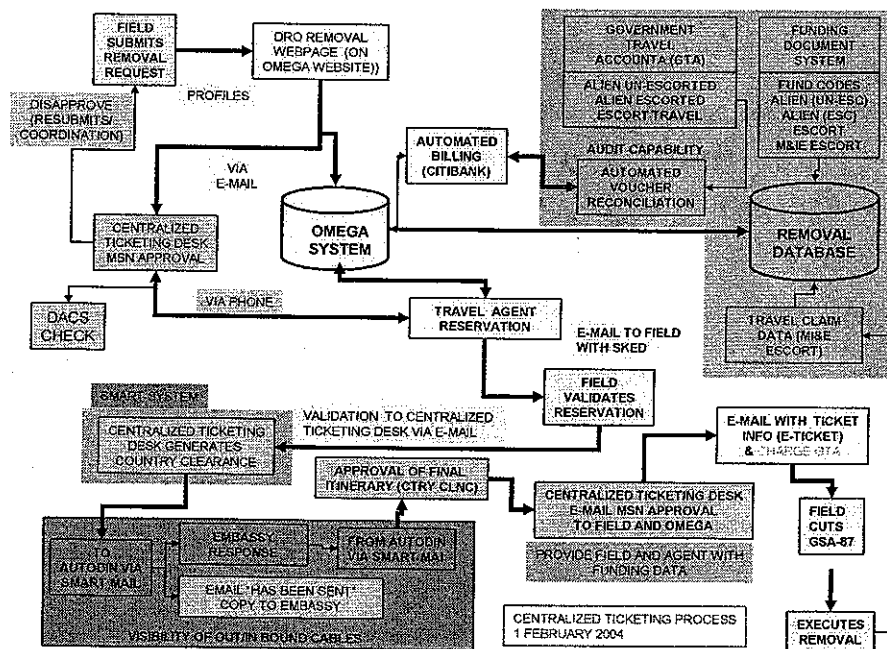 FIELD
SUBMITS
REMOVAL
REQUEST
DRO REMOVAL
WEBPAGE (ON
OMEGA WEBSITE))
GOVERNMENT
TRAVEL
ACCOUNTA (GTA)
ALIEN UN-ESCORTED
ALIEN ESCORTED
ESCORT TRAVEL
FUNDING
DOCUMENT
SYSTEM
FUND CODES
ALIEN (UN-ESC)
ALIEN (ESC)
ESCORT
M&IE ESCORT
DISAPPROVE
(RESUBMITS/
COORDINATION)
PROFILES
VIA
E-MAIL
AUTOMATED
BILLING
(CITIBANK)
AUDIT CAPABILITY
AUTOMATED
VOUCHER
RECONCILIATION
CENTRALIZED
TICKETING DESK
MSN APPROVAL
OMEGA
SYSTEM
REMOVAL
DATABASE
DACS
CHECK
VIA PHONE
TRAVEL AGENT
RESERVATION
E-MAIL TO FIELD
WITH SKED
TRAVEL CLAIM
DATA (MI&E
ESCORT)
FIELD
VALIDATES
RESERVATION
SMART SYSTEM
CENTRALIZED TICKETING
DESK GENERATES
COUNTRY CLEARANCE
VALIDATION TO CENTRALIZED
TICKETING DESK VIA E-MAIL
E-MAIL WITH TICKET
INFO (E-TICKET)
& CHARGE GTA
APPROVAL OF FINAL
ITINERARY (CTRY CLNC)
CENTRALIZED TICKETING DESK
E-MAIL MSN APPROVAL
TO FIELD AND OMEGA
PROVIDE FIELD AND AGENT WITH
FUNDING DATA
FIELD
CUTS
GSA-87
TO
AUTODIN VIA
SMART MAIL
EMBASSY
RESPONSE
FROM AUTODIN
VIA SMART MAI
EMAIL "HAS BEEN SENT"
COPY TO EMBASSY
VISIBILITY OF OUT/IN BOUND CABLES
CENTRALIZED TICKETING PROCESS
1 FEBRUARY 2004
EXECUTES
REMOVAL